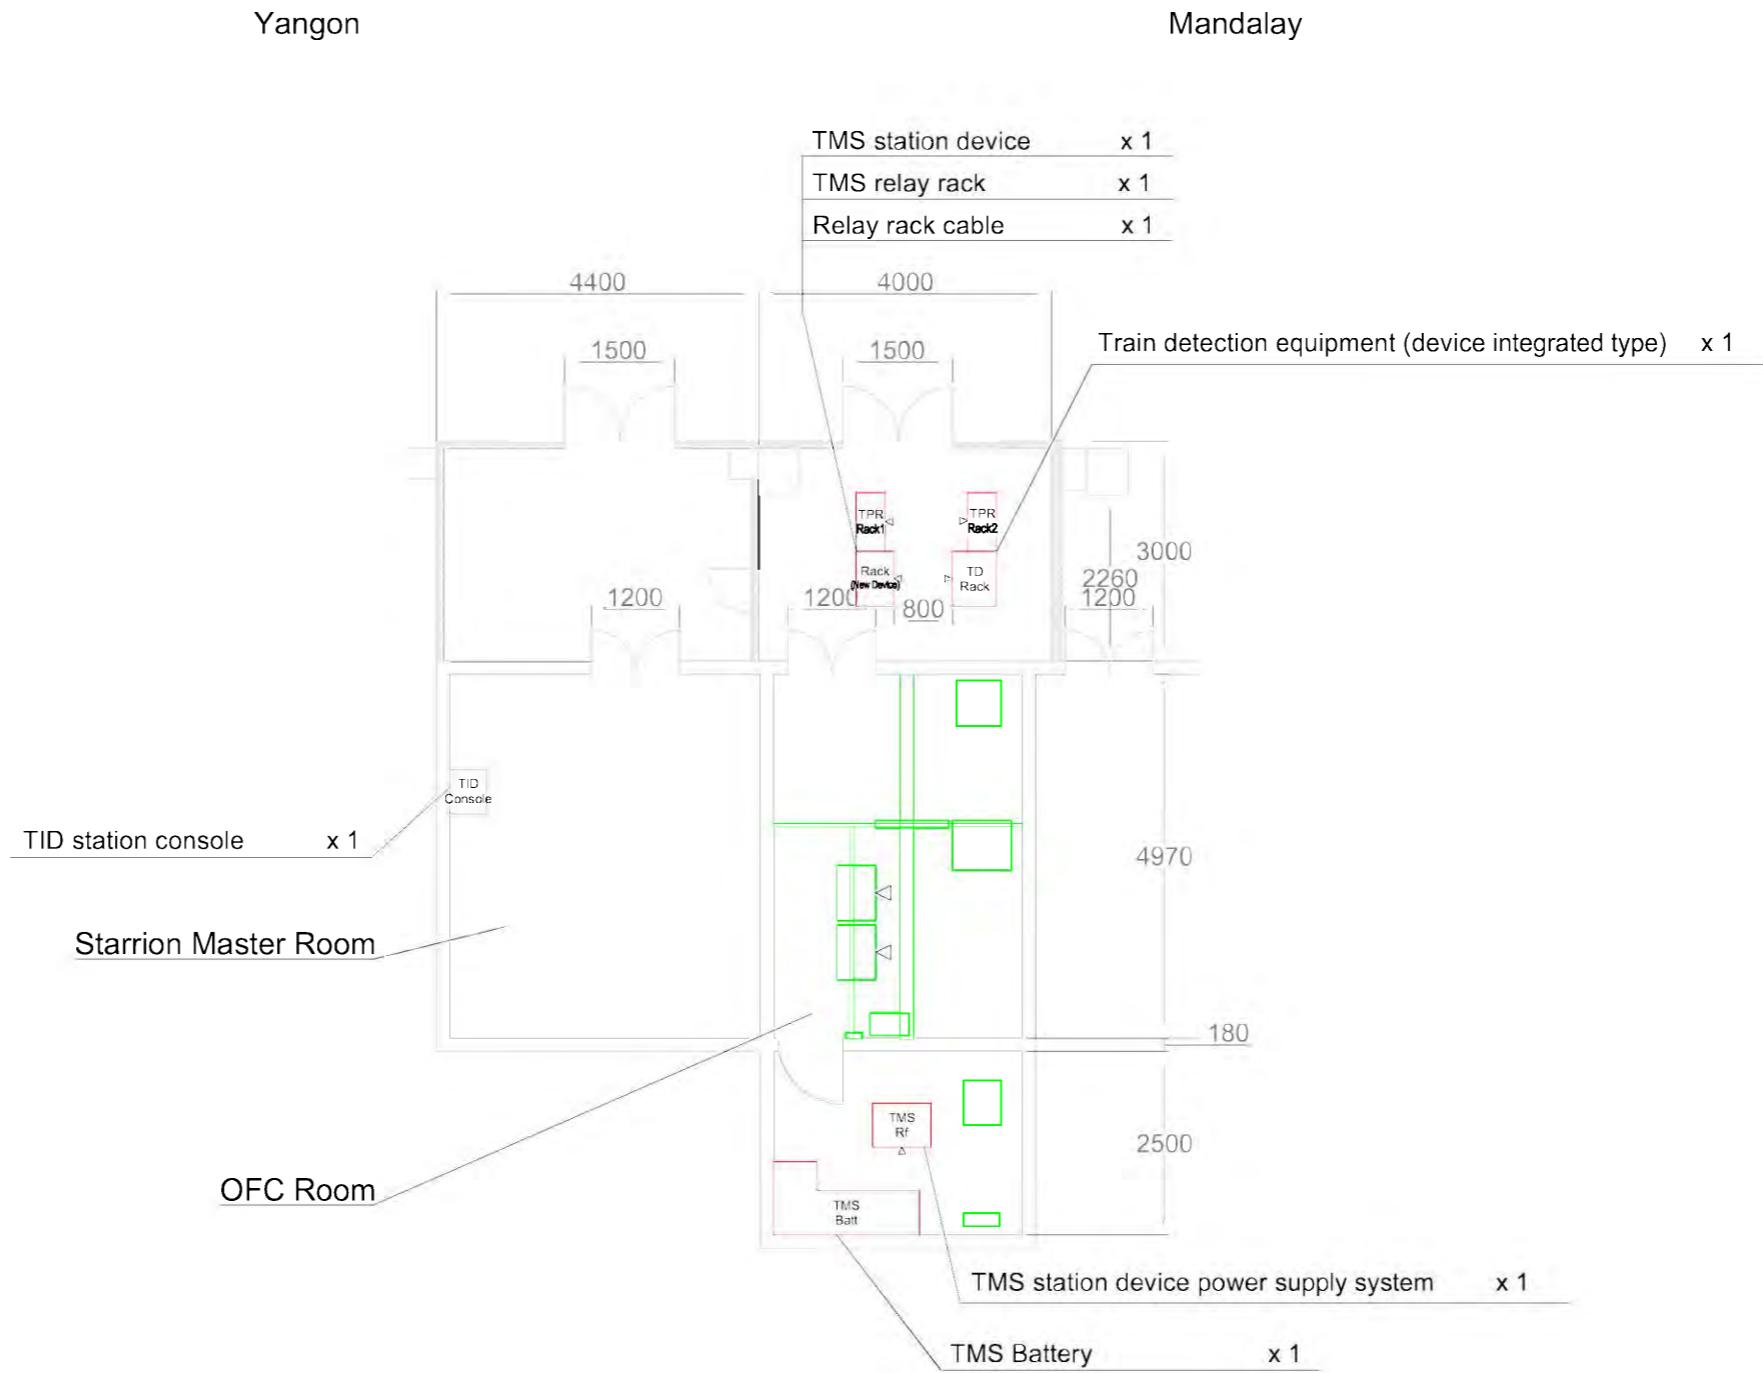 Yangon
Mandalay
TMS station device x 1
TMS relay rack x 1
Relay rack cable x 1
4400
4000
1500
1500
Train detection equipment (device integrated type) x 1
TPR
Rack1
TPR
Rack2
3000
Rack
(New Device)
TD
Rack
2260
1200
1200
800
1200
TID
Console
TID station console x 1
4970
Starrion Master Room
180
TMS
Rf
2500
OFC Room
TMS
Batt
TMS station device power supply system x 1
TMS Battery x 1